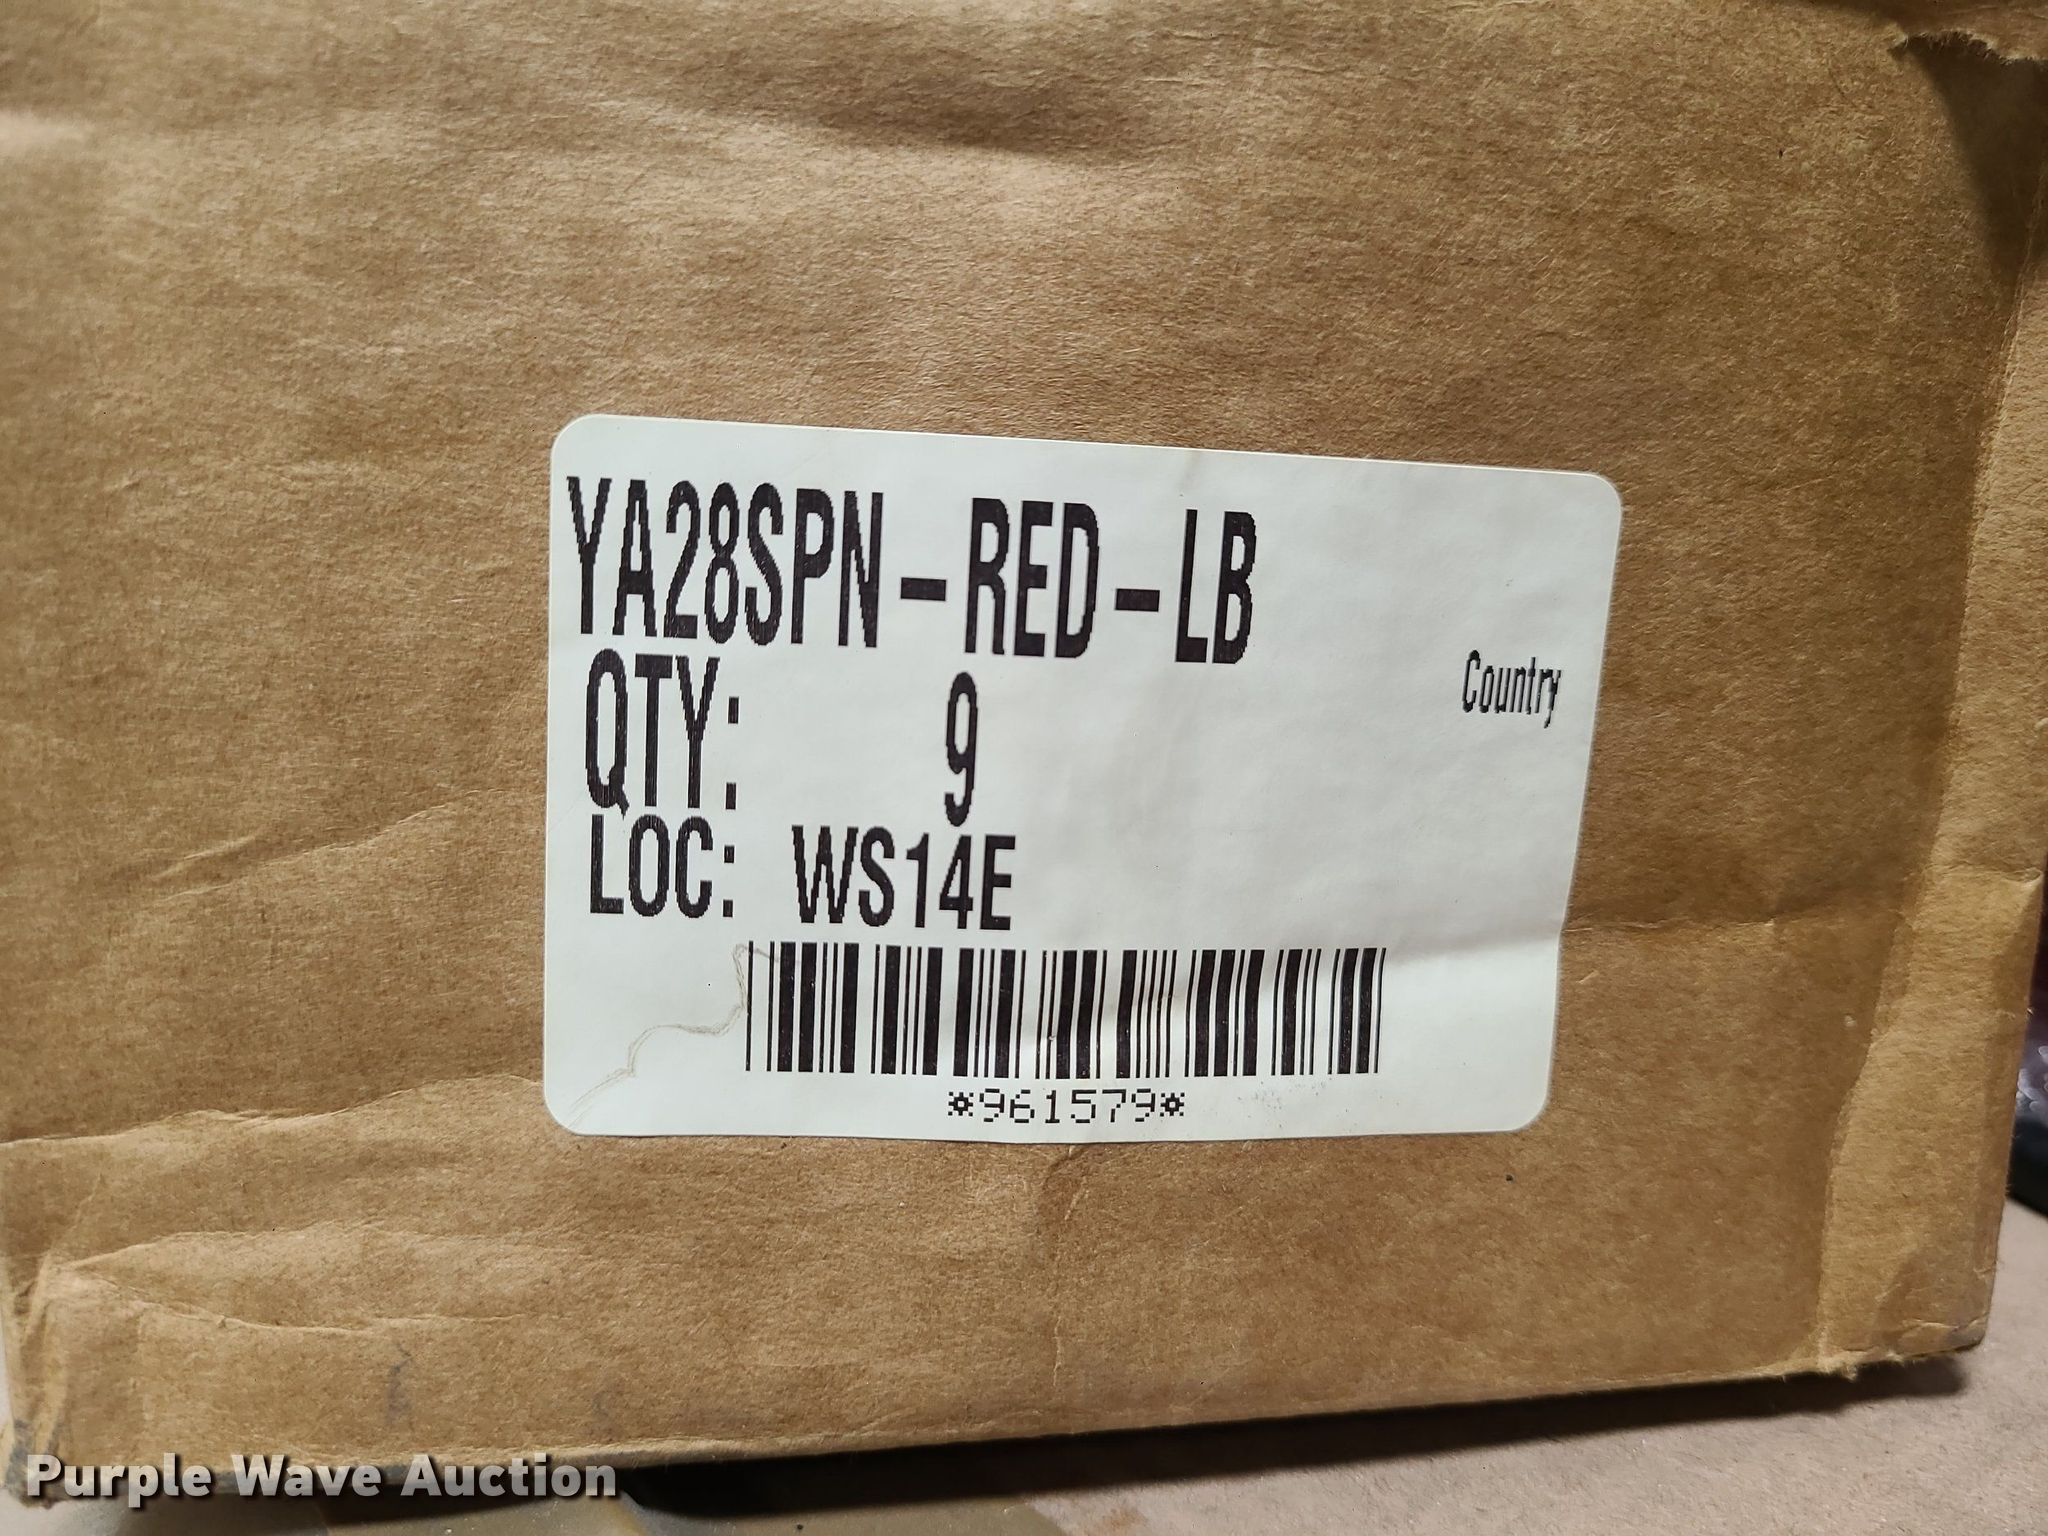 YA28SPN-RED-LB
QTY: 9
Country
LOC: WS14E
*961579*
Purple Wave Auction